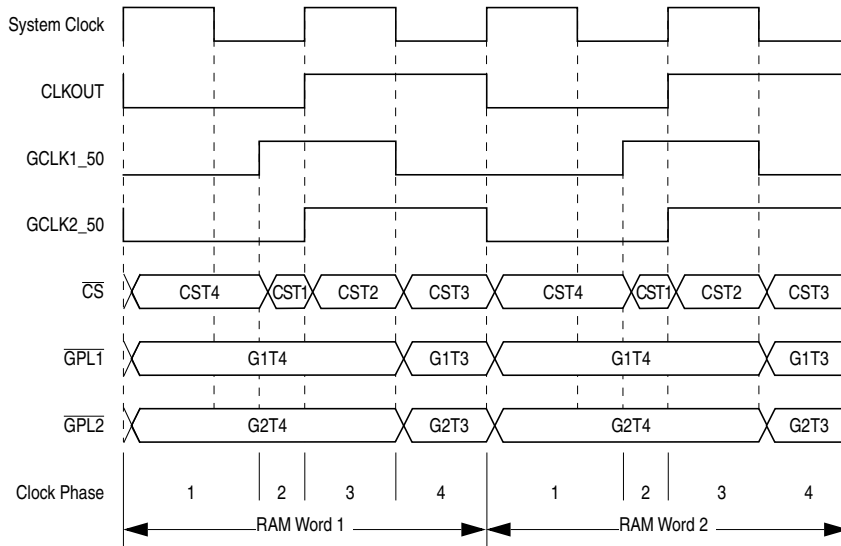 System Clock
CLKOUT
GCLK1_50
GCLK2_50
CS CST4 CST1 CST2 CST3 CST4 CST1 CST2 CST3
GPL1 G1T4 G1T3 G1T4 G1T3
GPL2 G2T4 G2T3 G2T4 G2T3
Clock Phase 1 2 3 4 1 2 3 4
RAM Word 1 RAM Word 2